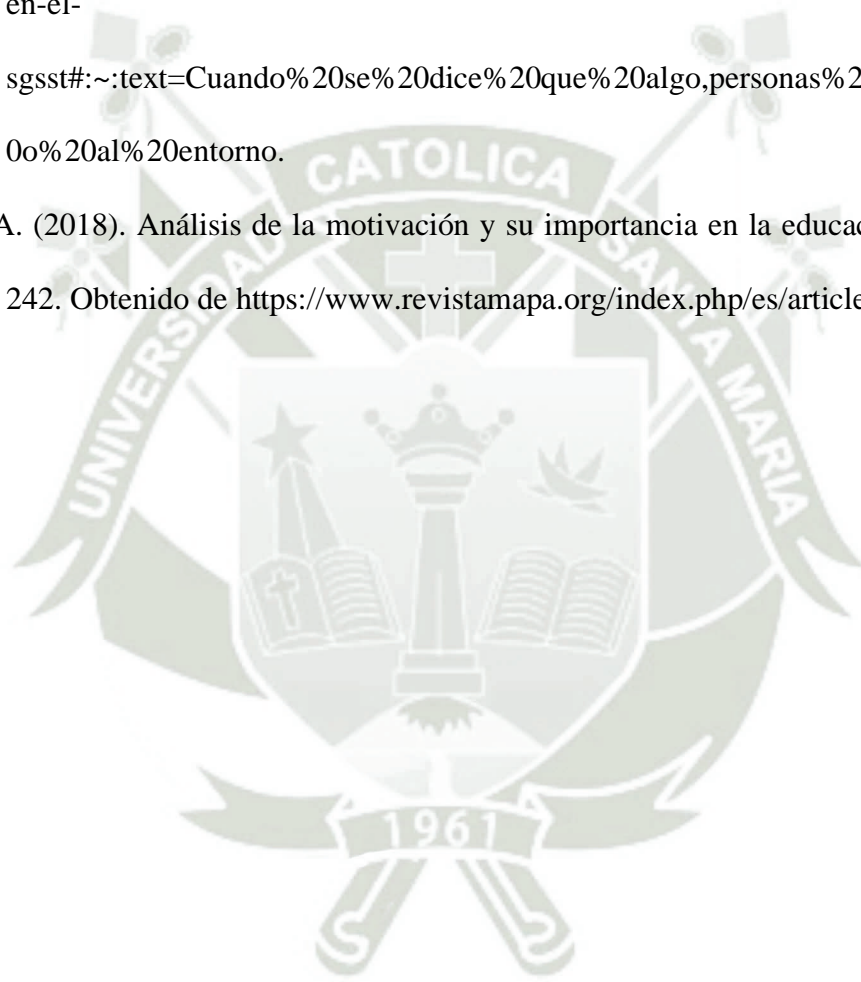 en-el-
sgsst#:~:text=Cuando%20se%20dice%20que%20algo,personas%2
0o%20al%20entorno.
A. (2018). Análisis de la motivación y su importancia en la educac
242. Obtenido de https://www.revistamapa.org/index.php/es/article
UNIVERSIDAD CATOLICA SANTA MARIA
1961